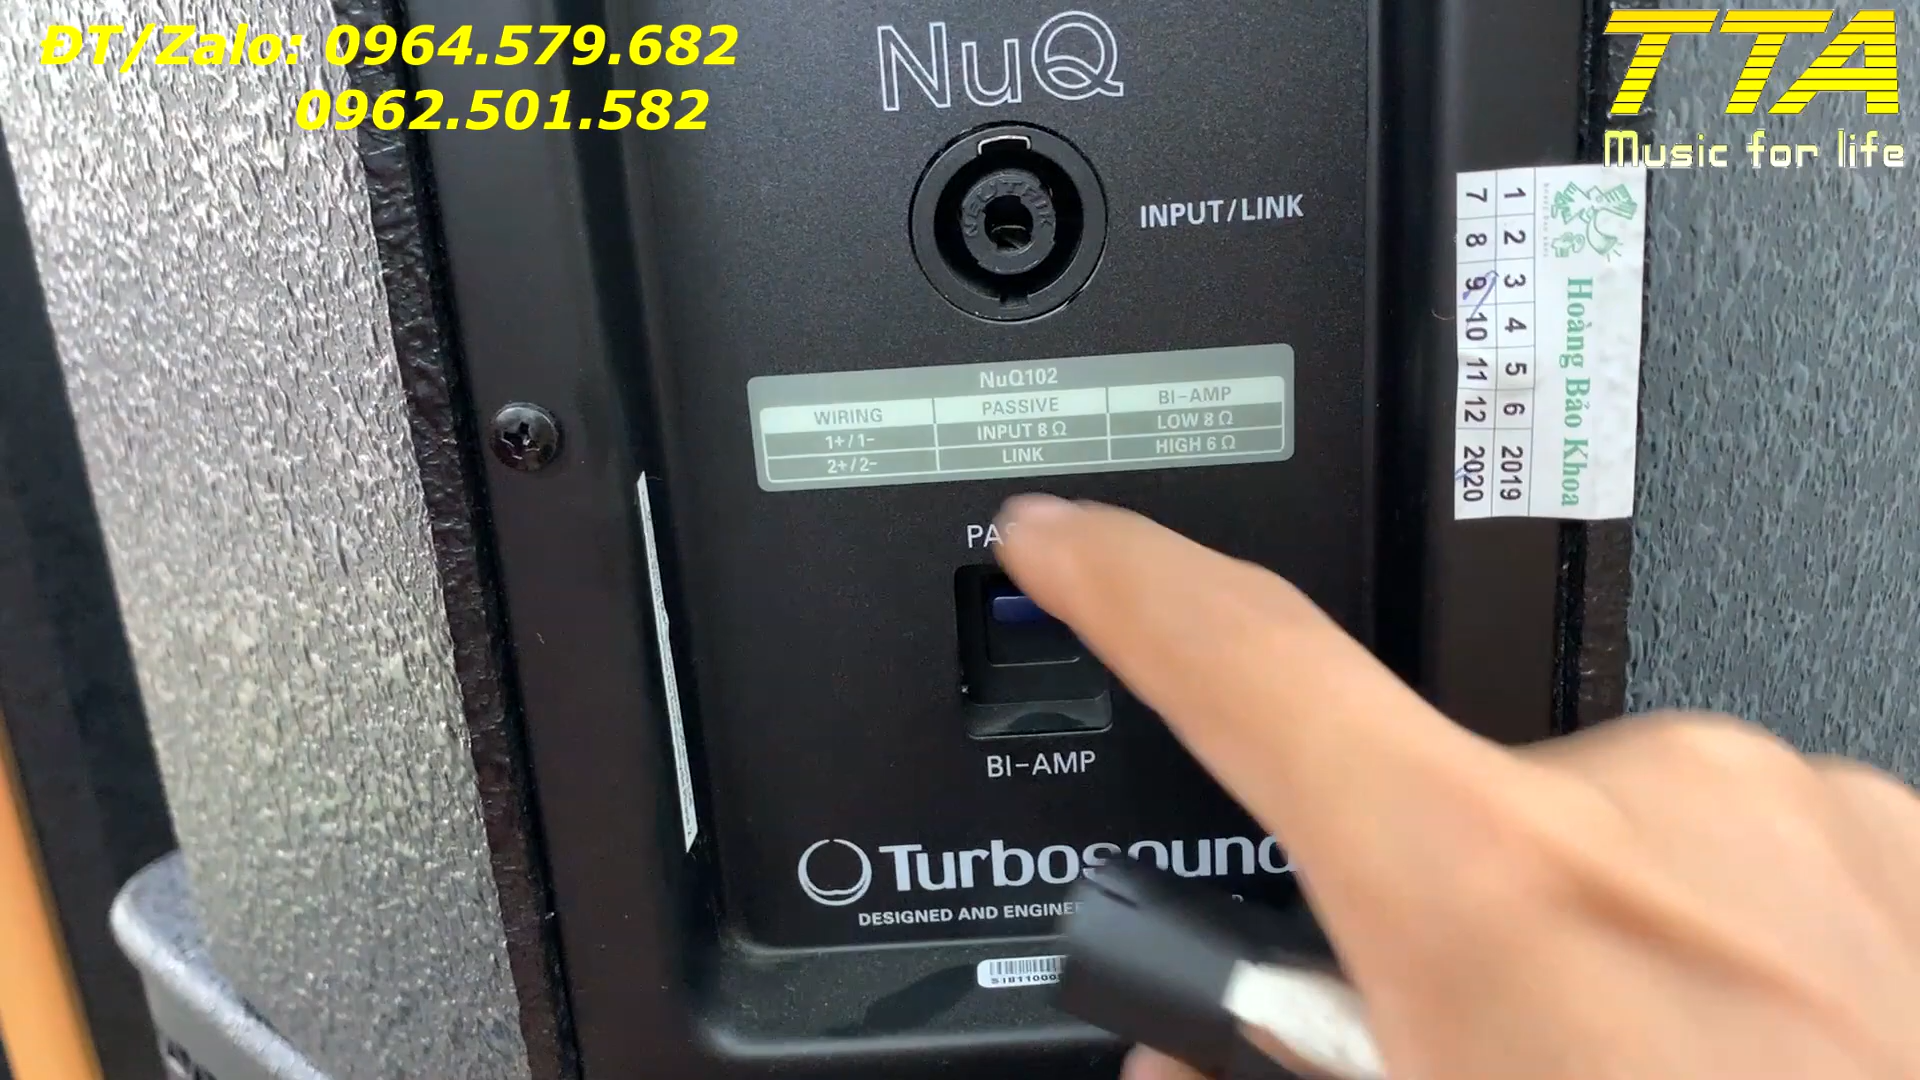 ĐT/Zalo: 0964.579.682
0962.501.582
TTA
Music for life
NuQ
NEUTRIK
INPUT/LINK
NuQ102
WIRING PASSIVE BI-AMP
1+/1- INPUT 8 Ω LOW 8 Ω
2+/2- LINK HIGH 6 Ω
BI-AMP
Turbosound
DESIGNED AND
Hoàng Bảo Khoa
1 2 3 4 5 6 2019
7 8 9 10 11 12 2020